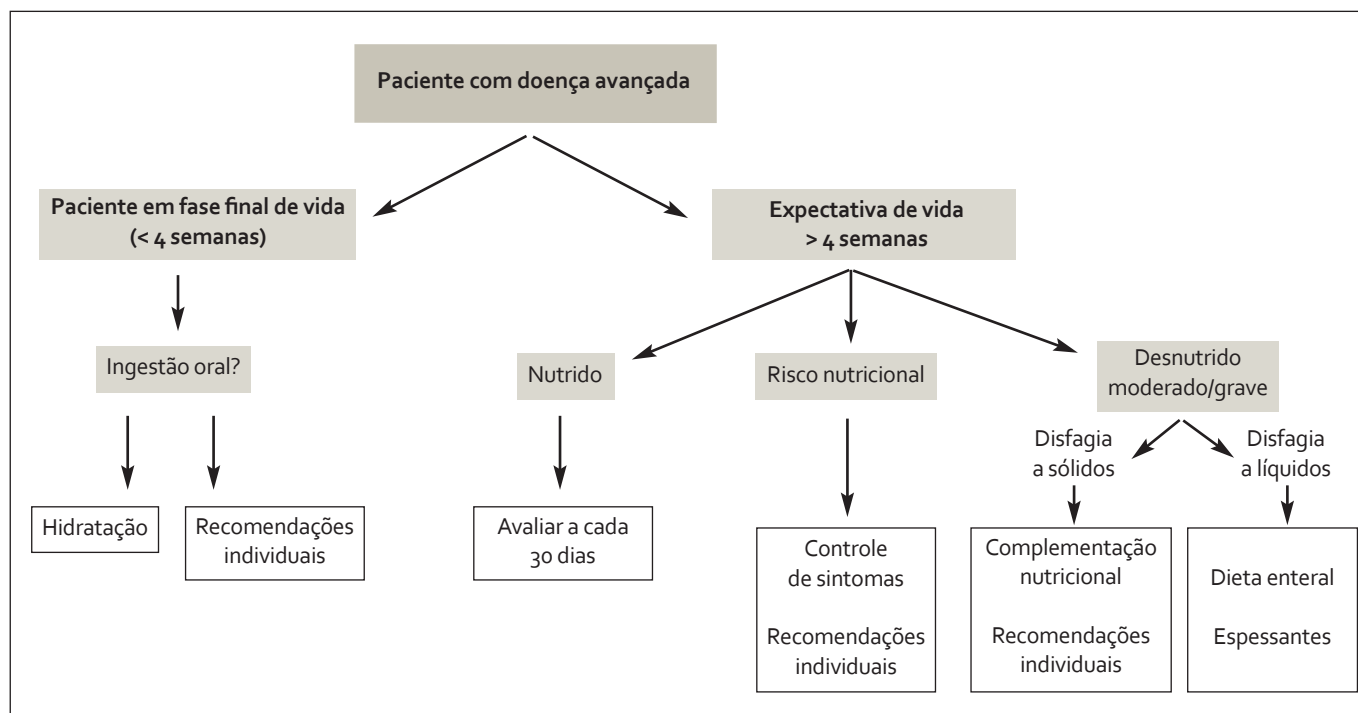 Paciente com doença avançada
Paciente em fase final de vida
(< 4 semanas)
Expectativa de vida
> 4 semanas
Ingestão oral?
Nutrido
Risco nutricional
Desnutrido
moderado/grave
Disfagia
a sólidos
Disfagia
a líquidos
Hidratação
Recomendações
individuais
Avaliar a cada
30 dias
Controle
de sintomas
Recomendações
individuais
Complementação
nutricional
Recomendações
individuais
Dieta enteral
Espessantes